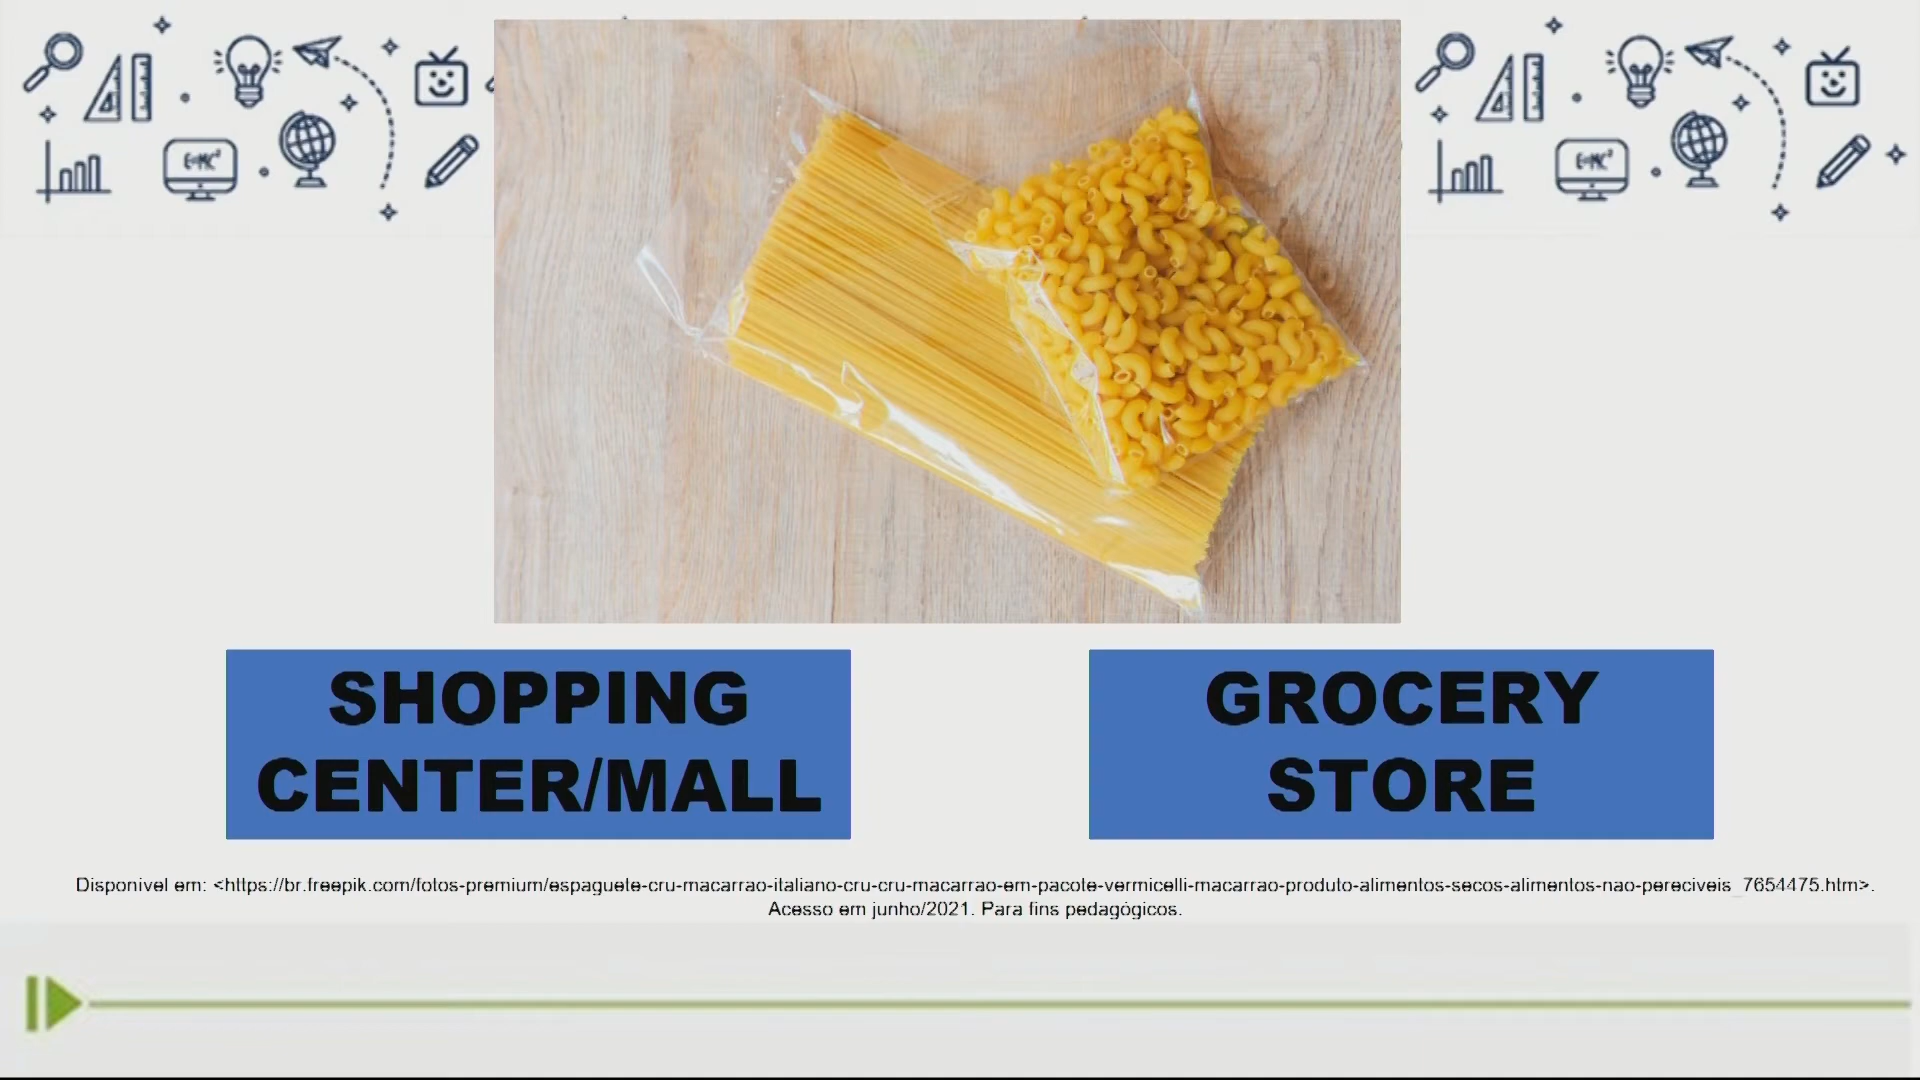 E=MC²
E=MC²
SHOPPING
CENTER/MALL
GROCERY
STORE
Disponível em: <https://br.freepik.com/fotos-premium/espaguete-cru-macarrao-italiano-cru-cru-macarrao-em-pacote-vermicelli-macarrao-produto-alimentos-secos-alimentos-nao-pereciveis_7654475.htm>.
Acesso em junho/2021. Para fins pedagógicos.